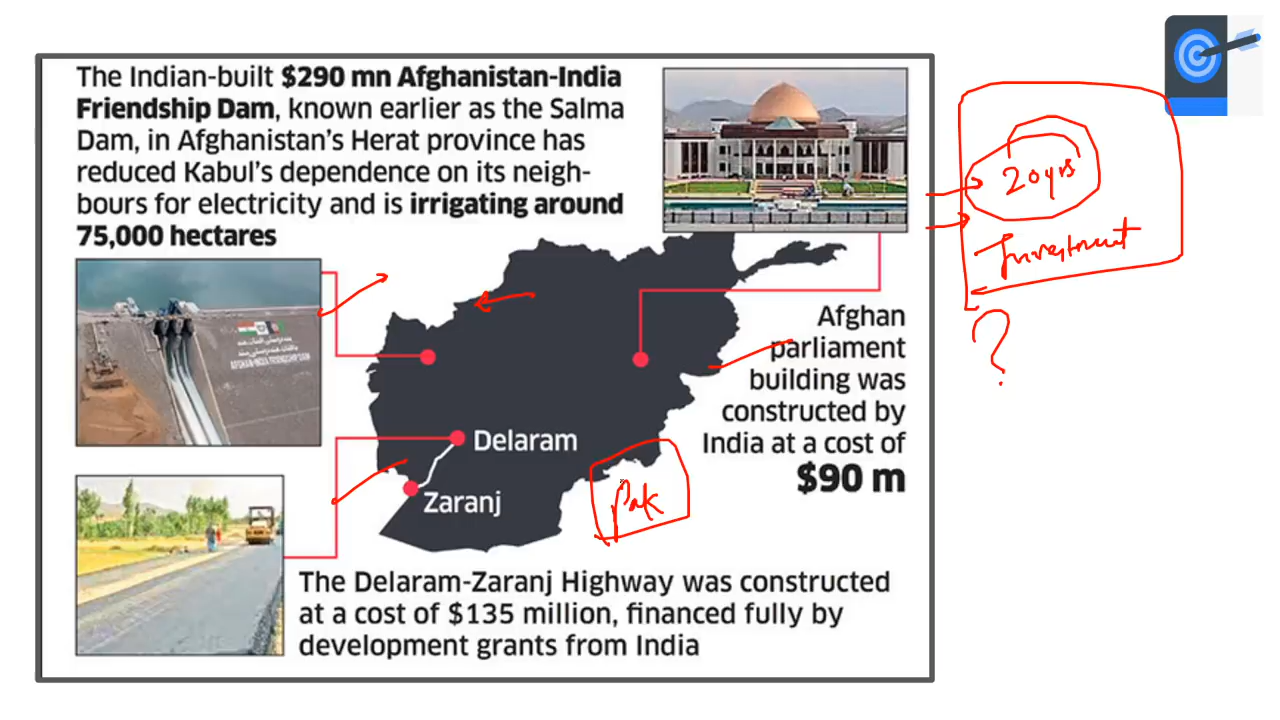 The Indian-built $290 mn Afghanistan-India
Friendship Dam, known earlier as the Salma
Dam, in Afghanistan's Herat province has
reduced Kabul's dependence on its neigh-
bours for electricity and is irrigating around
75,000 hectares
AFGHAN-INDIA FRIENDSHIP DAM
Afghan
parliament
building was
constructed by
India at a cost of
$90 m
Delaram
Zaranj
Pak
The Delaram-Zaranj Highway was constructed
at a cost of $135 million, financed fully by
development grants from India
20yrs
Investment
?